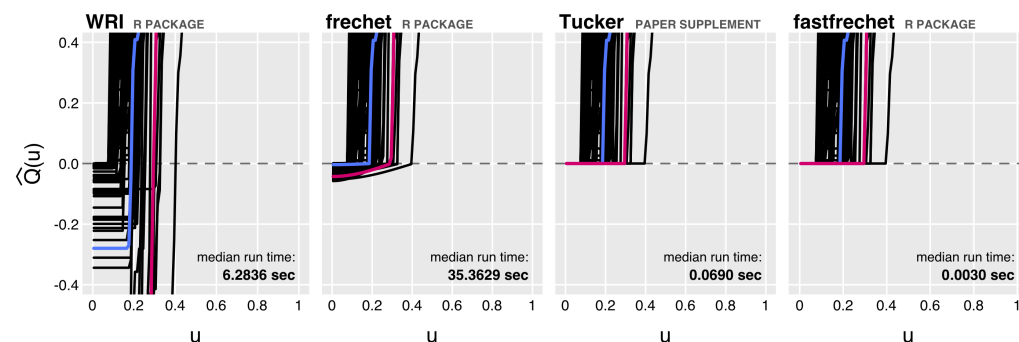 WRI R PACKAGE
frechet R PACKAGE
Tucker PAPER SUPPLEMENT
fastfrechet R PACKAGE
0.4
0.2
0.0
-0.2
-0.4
Q̂(u)
median run time:
6.2836 sec
median run time:
35.3629 sec
median run time:
0.0690 sec
median run time:
0.0030 sec
0 0.2 0.4 0.6 0.8 1
0 0.2 0.4 0.6 0.8 1
0 0.2 0.4 0.6 0.8 1
0 0.2 0.4 0.6 0.8 1
u
u
u
u